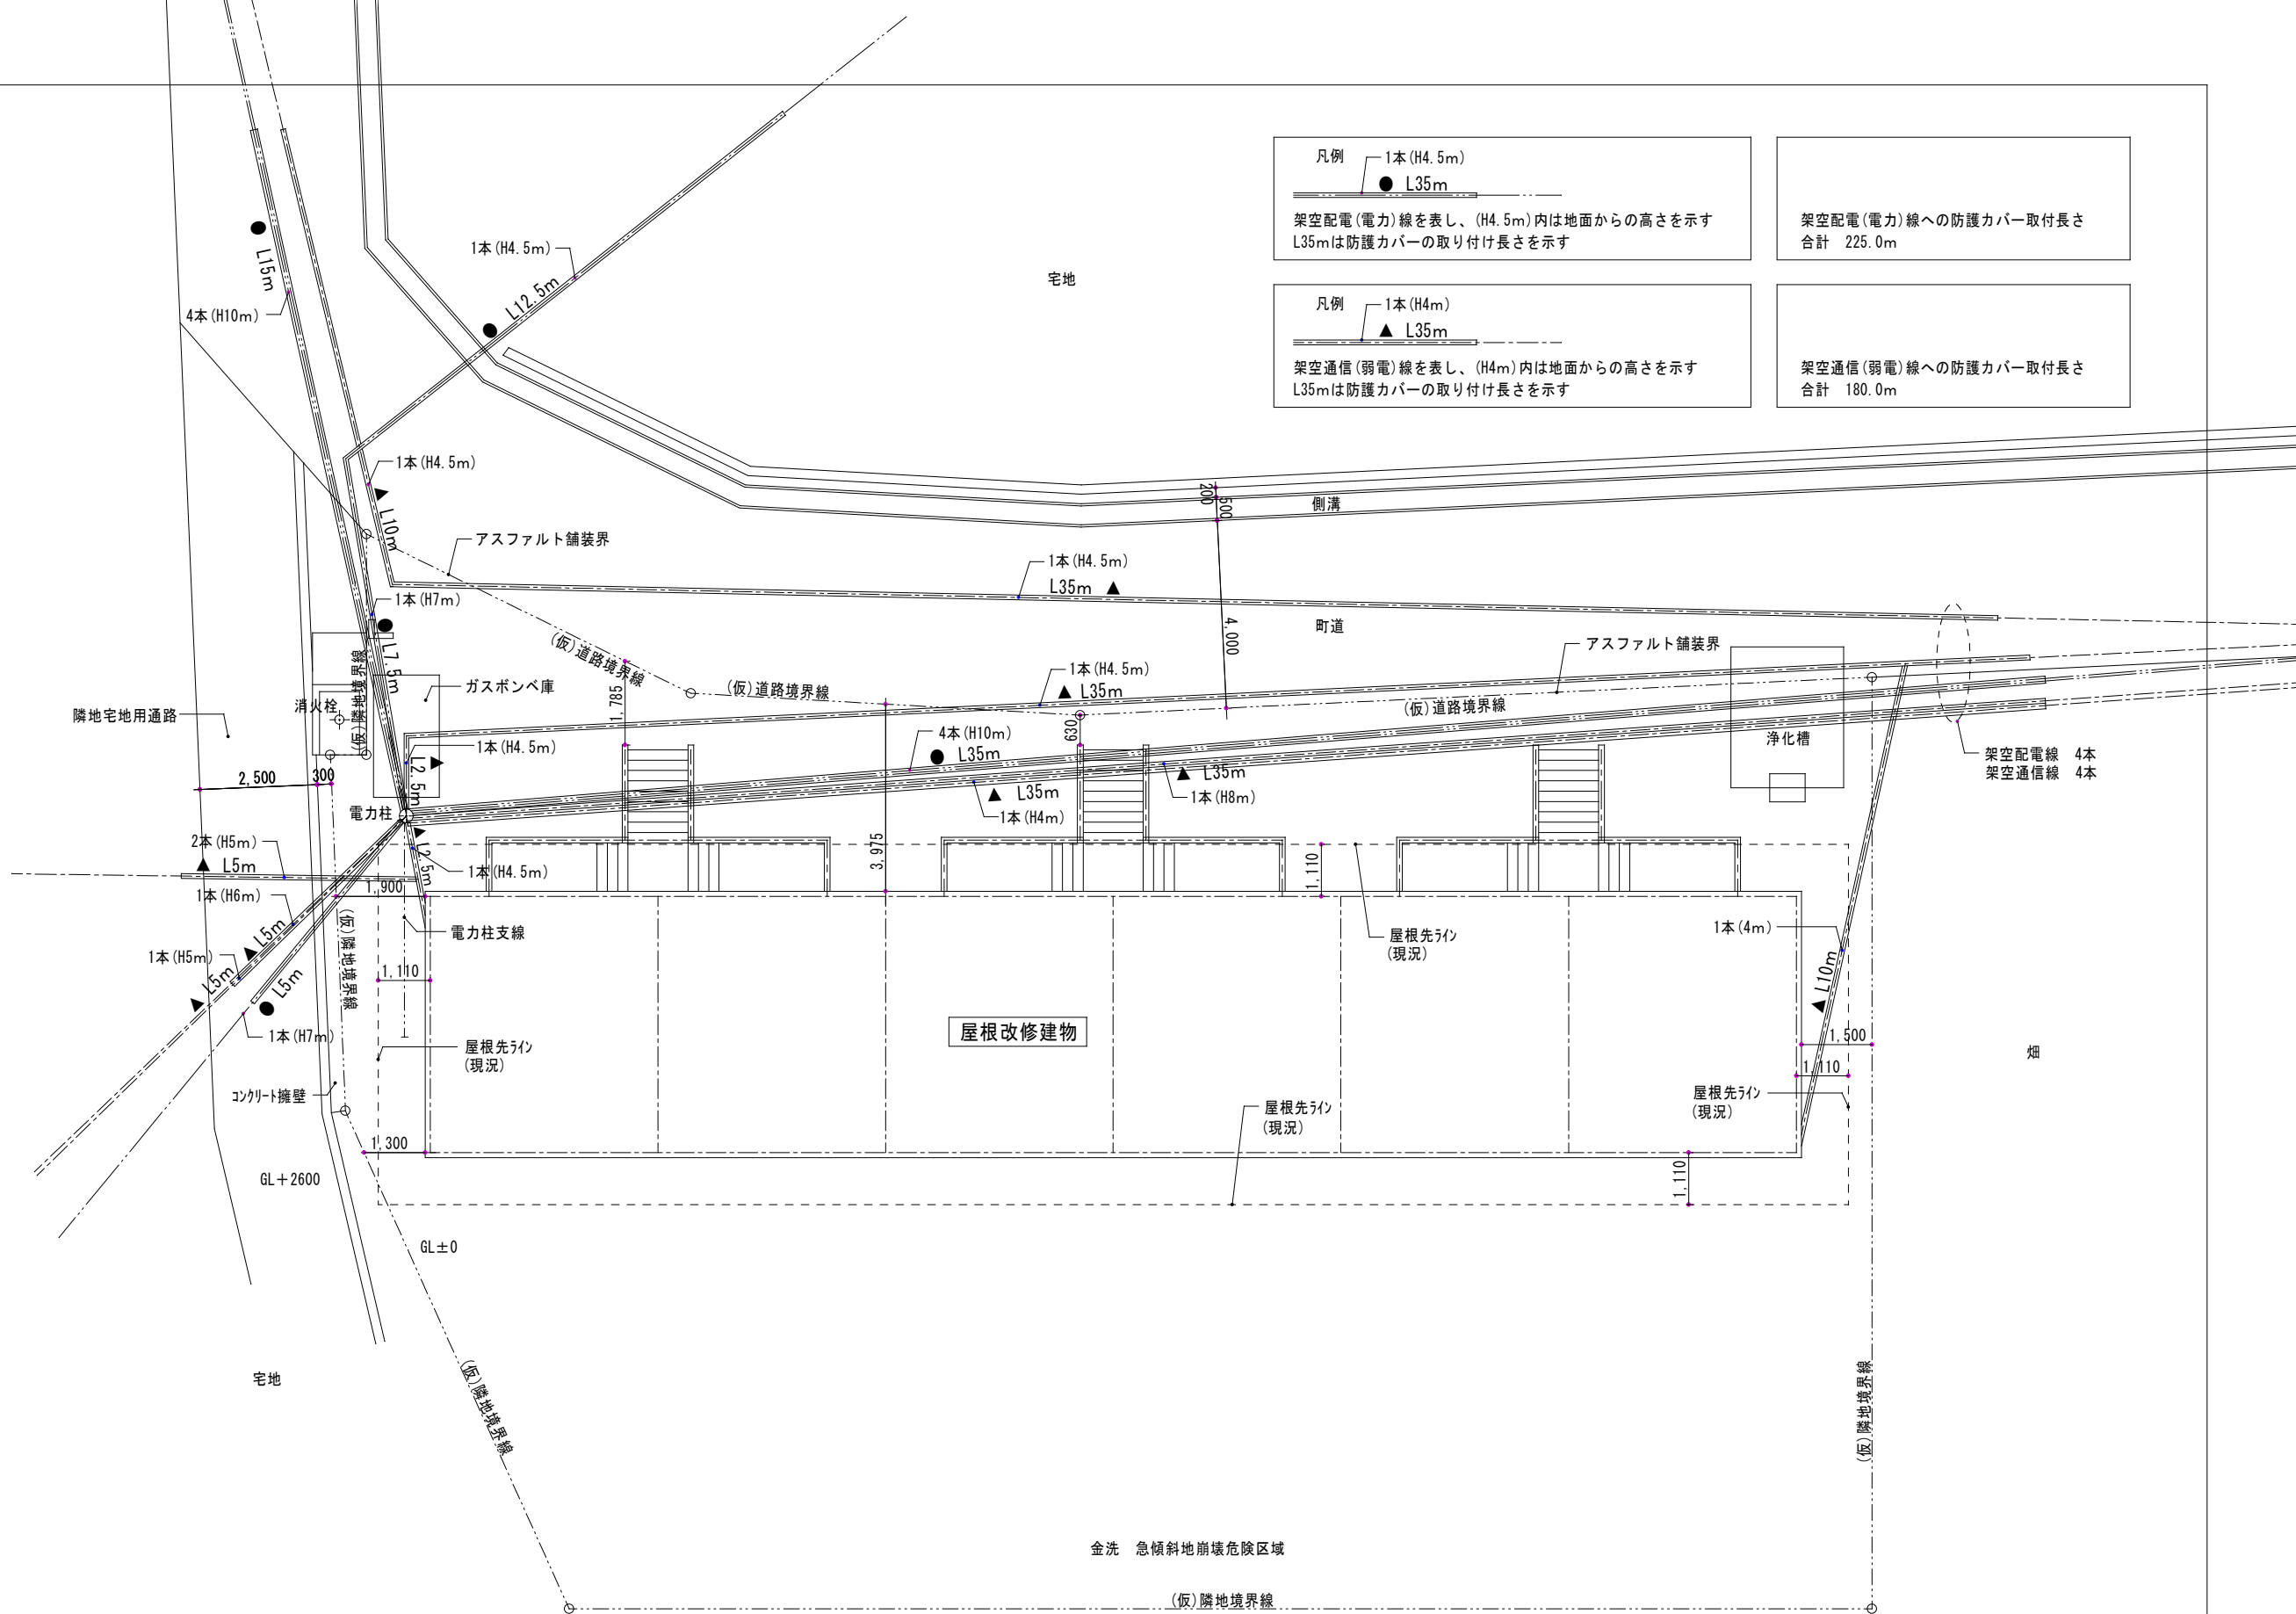 凡例
1本(H4.5m)
● L35m
架空配電(電力)線を表し、(H4.5m)内は地面からの高さを示す
L35mは防護カバーの取り付け長さを示す
架空配電(電力)線への防護カバー取付長さ
合計 225.0m
凡例
1本(H4m)
▲ L35m
架空通信(弱電)線を表し、(H4m)内は地面からの高さを示す
L35mは防護カバーの取り付け長さを示す
架空通信(弱電)線への防護カバー取付長さ
合計 180.0m
● L15m
4本(H10m)
1本(H4.5m)
● L12.5m
宅地
1本(H4.5m)
▲ L10m
アスファルト舗装界
200
500
側溝
1本(H4.5m)
L35m ▲
1本(H7m)
● L7.5m
(仮)道路境界線
4,000
町道
アスファルト舗装界
(仮)隣地境界線
ガスボンベ庫
1,785
(仮)道路境界線
1本(H4.5m)
▲ L35m
(仮)道路境界線
隣地宅地用通路
消火栓
630
浄化槽
架空配電線 4本
架空通信線 4本
1本(H4.5m)
L2.5m ▲
4本(H10m)
● L35m
▲ L35m
1本(H8m)
▲ L35m
1本(H4m)
2,500
300
電力柱
2本(H5m)
▲ L5m
▲ L2.5m
1本(H4.5m)
3,975
1,110
1,900
1本(H6m)
▲ L5m
(仮)隣地境界線
電力柱支線
屋根先ライン
(現況)
1本(4m)
▲ L10m
1本(H5m)
▲ L5m
● L5m
1,110
1本(H7m)
屋根改修建物
屋根先ライン
(現況)
1,500
畑
1,110
コンクリート擁壁
屋根先ライン
(現況)
屋根先ライン
(現況)
1,300
1,110
GL+2600
GL±0
宅地
(仮)隣地境界線
(仮)隣地境界線
金洗 急傾斜地崩壊危険区域
(仮)隣地境界線